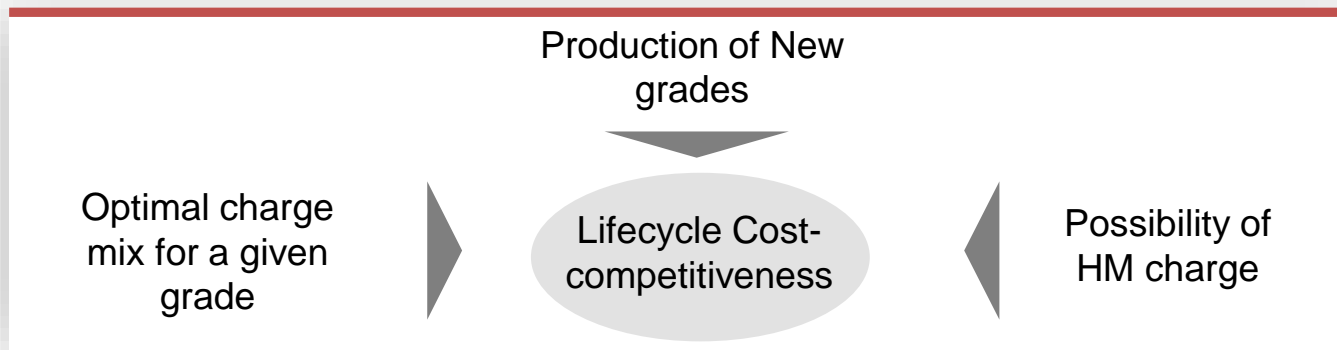 Production of New
grades
Optimal charge
mix for a given
grade
Lifecycle Cost-
competitiveness
Possibility of
HM charge